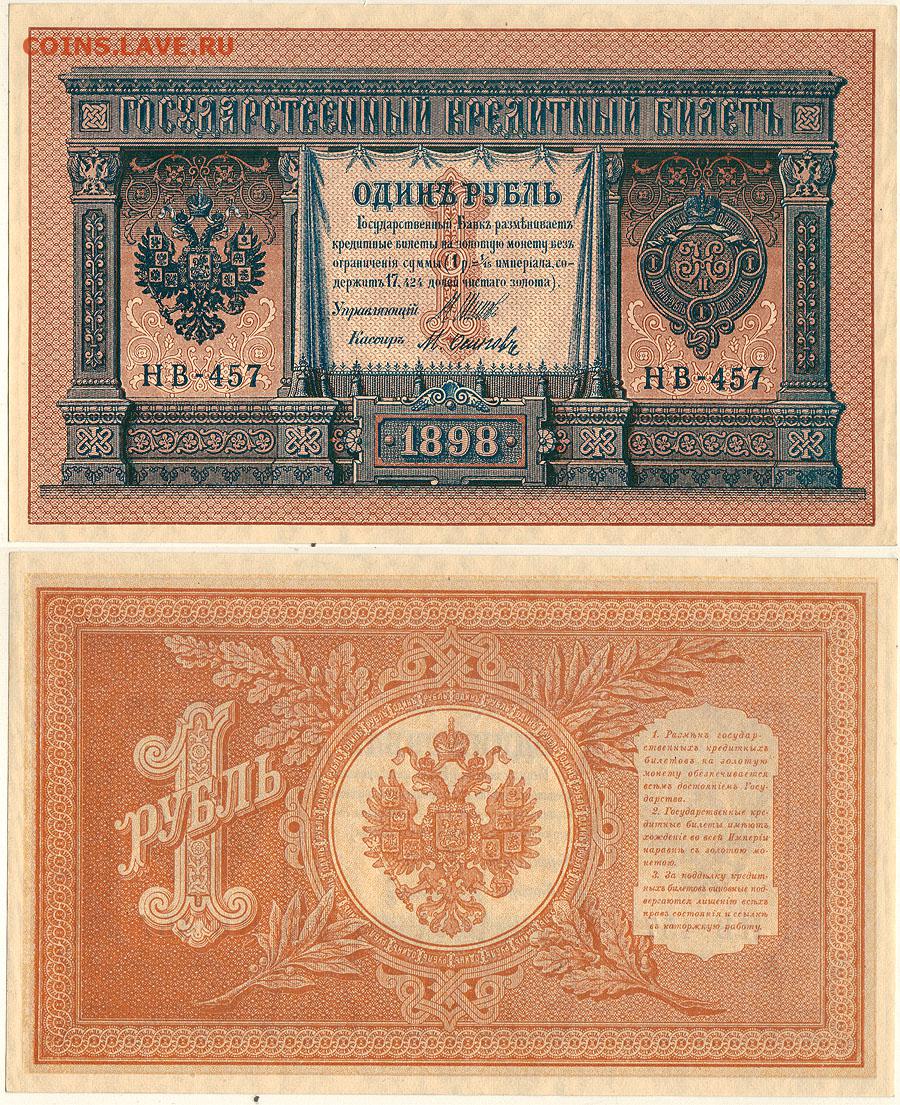 COINS.LAVE.RU
ГОСУДАРСТВЕННЫЙ КРЕДИТНЫЙ БИЛЕТЪ
ОДИНЪ РУБЛЬ
Государственный Банкъ размѣниваетъ
кредитные билеты на золотую монету безъ
ограниченія суммы (1 р. = 1/15 имперіала, со-
держитъ 17,424 долей чистаго золота).
Управляющій
Кассиръ
НВ-457
НВ-457
1898
1
РУБЛЬ
1. Размѣнъ государ-
ственныхъ кредитныхъ
билетовъ на золотую
монету обезпечивается
всѣмъ достояніемъ Госу-
дарства.
2. Государственные кре-
дитные билеты имѣютъ
хожденіе во всей Имперіи
наравнѣ съ золотою мо-
нетою.
3. За поддѣлку кредит-
ныхъ билетовъ виновные под-
вергаются лишенію всѣхъ
правъ состоянія и ссылкѣ
въ каторжную работу.